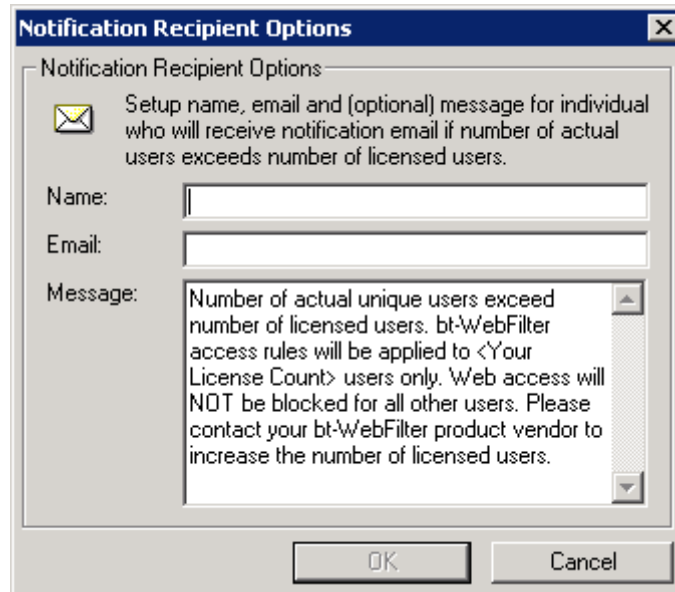 Notification Recipient Options
Notification Recipient Options
Setup name, email and (optional) message for individual
who will receive notification email if number of actual
users exceeds number of licensed users.
Name:
Email:
Message:
Number of actual unique users exceed
number of licensed users. bt-WebFilter
access rules will be applied to <Your
License Count> users only. Web access will
NOT be blocked for all other users. Please
contact your bt-WebFilter product vendor to
increase the number of licensed users.
OK
Cancel